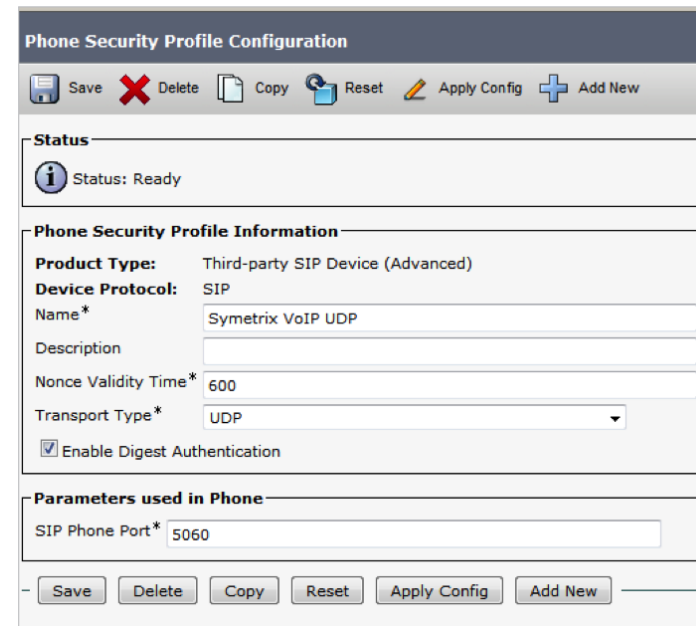 Phone Security Profile Configuration
Save Delete Copy Reset Apply Config Add New
Status
i Status: Ready
Phone Security Profile Information
Product Type: Third-party SIP Device (Advanced)
Device Protocol: SIP
Name* Symetrix VoIP UDP
Description
Nonce Validity Time* 600
Transport Type* UDP
Enable Digest Authentication
Parameters used in Phone
SIP Phone Port* 5060
Save Delete Copy Reset Apply Config Add New